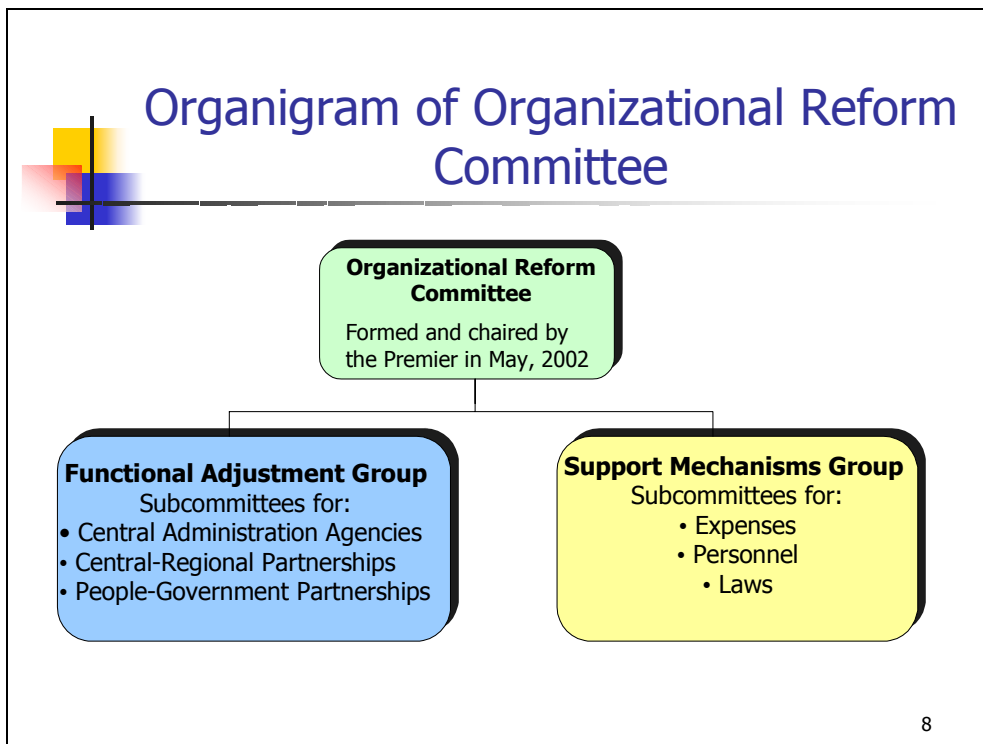 Organigram of Organizational Reform
Committee
Organizational Reform
Committee
Formed and chaired by
the Premier in May, 2002
Functional Adjustment Group
Subcommittees for:
• Central Administration Agencies
• Central-Regional Partnerships
• People-Government Partnerships
Support Mechanisms Group
Subcommittees for:
• Expenses
• Personnel
• Laws
8